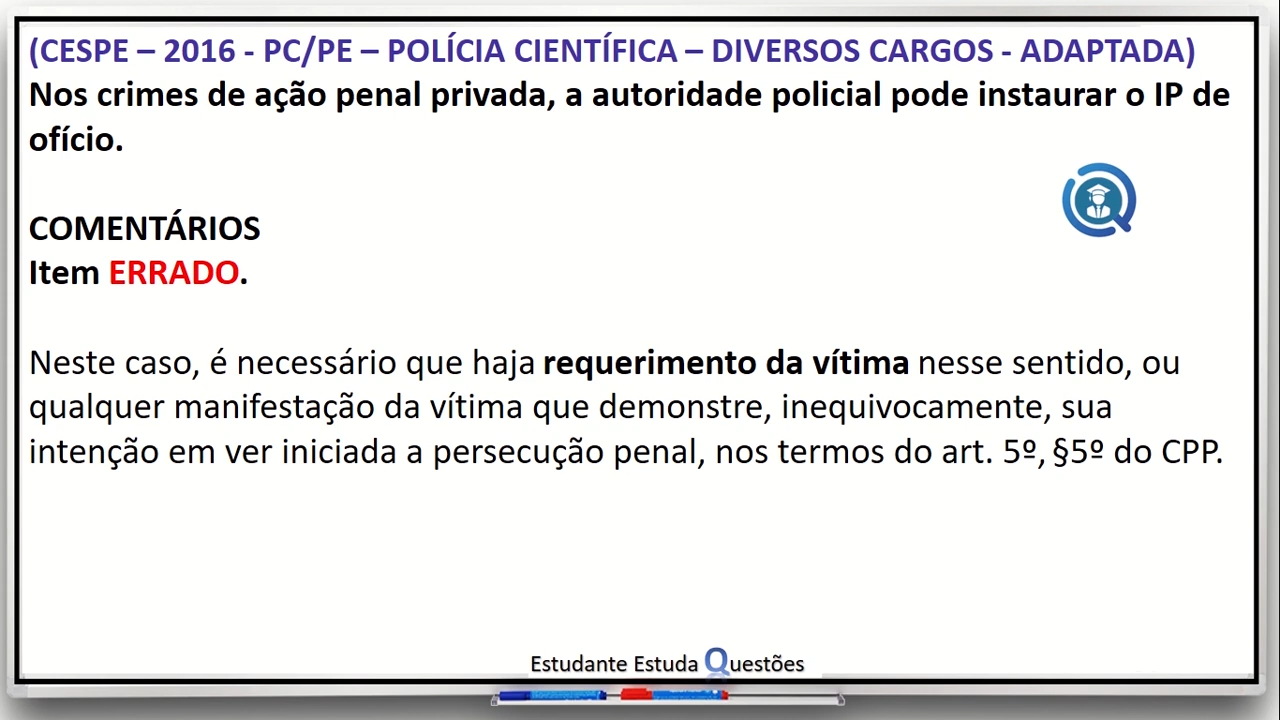 (CESPE – 2016 - PC/PE – POLÍCIA CIENTÍFICA – DIVERSOS CARGOS - ADAPTADA)
Nos crimes de ação penal privada, a autoridade policial pode instaurar o IP de
ofício.
COMENTÁRIOS
Item ERRADO.
Neste caso, é necessário que haja requerimento da vítima nesse sentido, ou
qualquer manifestação da vítima que demonstre, inequivocamente, sua
intenção em ver iniciada a persecução penal, nos termos do art. 5º, §5º do CPP.
Estudante Estuda Questões